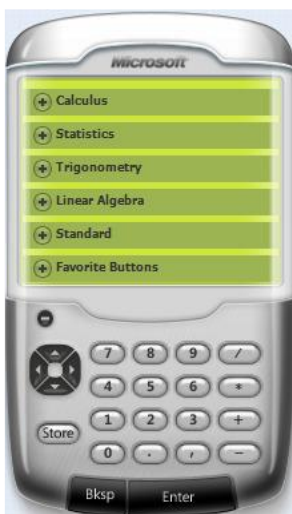 Microsoft
Calculus
Statistics
Trigonometry
Linear Algebra
Standard
Favorite Buttons
7 8 9 /
4 5 6 *
Store 1 2 3 +
0 . , -
Bksp Enter